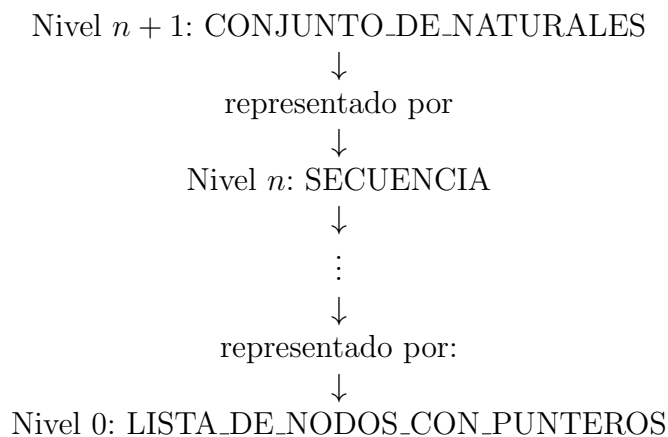 Nivel n + 1: CONJUNTO_DE_NATURALES
↓
representado por
↓
Nivel n: SECUENCIA
↓
⋮
↓
representado por:
↓
Nivel 0: LISTA_DE_NODOS_CON_PUNTEROS